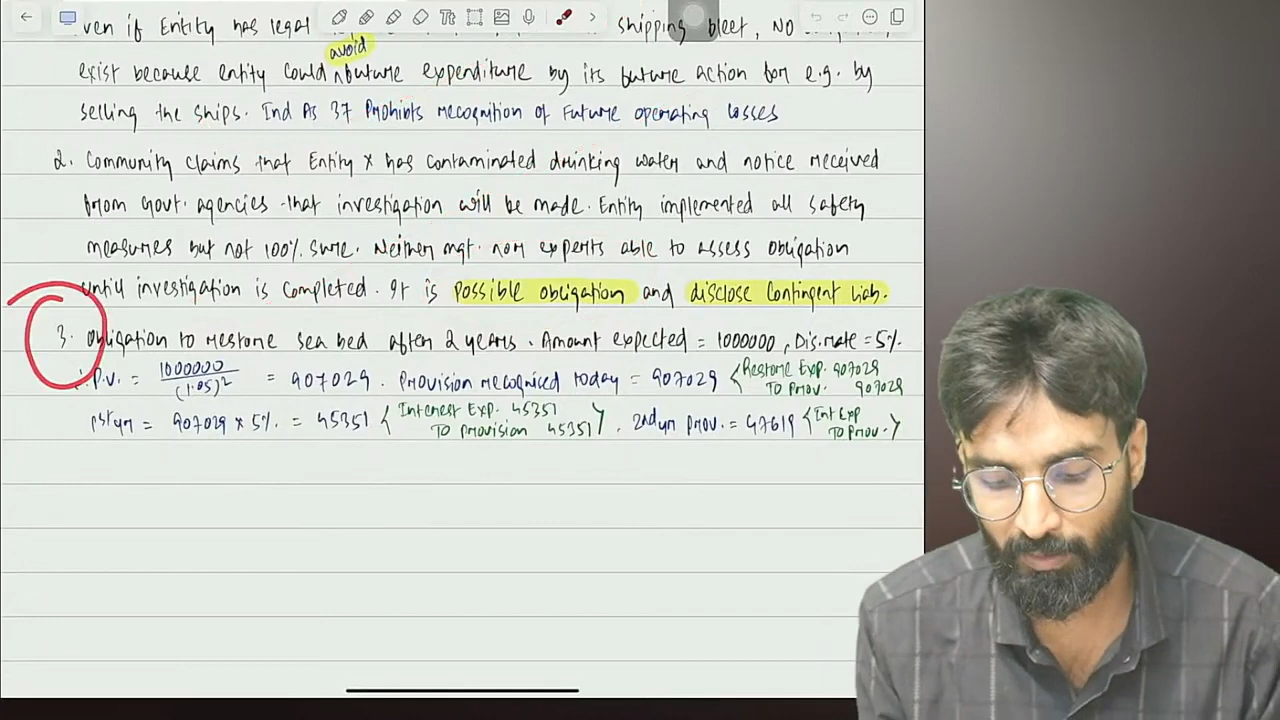 ven if Entity has legal shipping fleet, NO
avoid
exist because entity could ^future expenditure by its future action for e.g. by
selling the ships. Ind As 37 Prohibits recognition of Future operating losses
2. Community claims that Entity X has contaminated drinking water and notice received
from Govt. agencies that investigation will be made. Entity implemented all safety
measures but not 100% sure. Neither mgt. nor experts able to assess obligation
until investigation is completed. It is possible obligation and disclose Contingent Liab.
3. Obligation to restore sea bed after 2 years. Amount expected = 1000000, Dis.rate = 5%.
∴ P.V. = 1000000/(1.05)² = 907029. Provision recognised today = 907029 < Restore Exp. 907029
TO Prov. 907029
1st yr = 907029 x 5% = 45351 { Interest Exp. 45351
TO Provision 45351 }. 2nd yr prov. = 47619 < Int Exp
TO Prov. >